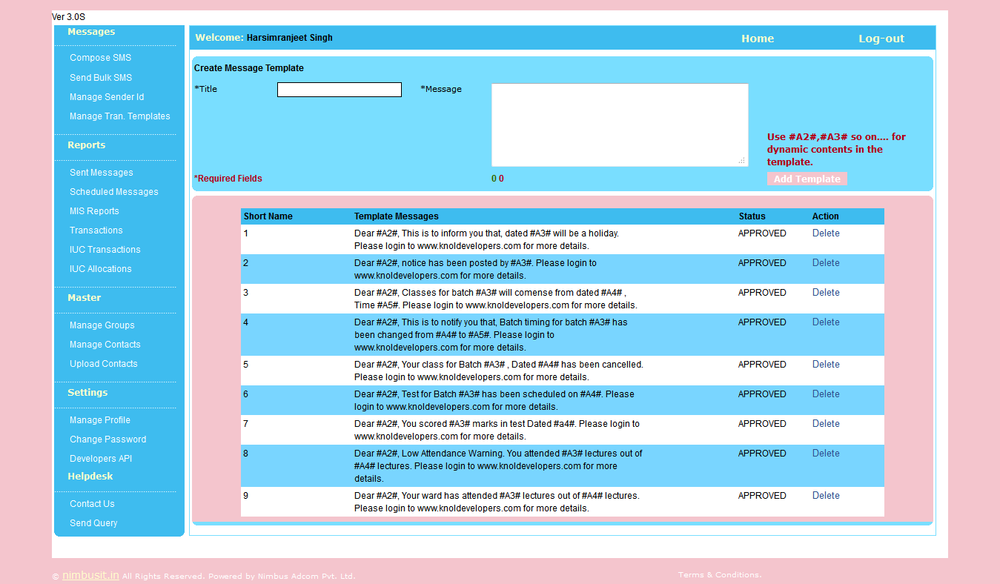 Ver 3.0S
Messages
Compose SMS
Send Bulk SMS
Manage Sender Id
Manage Tran. Templates
Reports
Sent Messages
Scheduled Messages
MIS Reports
Transactions
IUC Transactions
IUC Allocations
Master
Manage Groups
Manage Contacts
Upload Contacts
Settings
Manage Profile
Change Password
Developers API
Helpdesk
Contact Us
Send Query
Welcome: Harsimranjeet Singh Home Log-out
Create Message Template
*Title *Message
Use #A2#,#A3# so on.... for
dynamic contents in the
template.
*Required Fields 0 0 Add Template
Short Name Template Messages Status Action
1 Dear #A2#, This is to inform you that, dated #A3# will be a holiday. APPROVED Delete
Please login to www.knoldevelopers.com for more details.
2 Dear #A2#, notice has been posted by #A3#. Please login to APPROVED Delete
www.knoldevelopers.com for more details.
3 Dear #A2#, Classes for batch #A3# will comense from dated #A4# , APPROVED Delete
Time #A5#. Please login to www.knoldevelopers.com for more details.
4 Dear #A2#, This is to notify you that, Batch timing for batch #A3# has APPROVED Delete
been changed from #A4# to #A5#. Please login to
www.knoldevelopers.com for more details.
5 Dear #A2#, Your class for Batch #A3# , Dated #A4# has been cancelled. APPROVED Delete
Please login to www.knoldevelopers.com for more details.
6 Dear #A2#, Test for Batch #A3# has been scheduled on #A4#. Please APPROVED Delete
login to www.knoldevelopers.com for more details.
7 Dear #A2#, You scored #A3# marks in test Dated #a4#. Please login to APPROVED Delete
www.knoldevelopers.com for more details.
8 Dear #A2#, Low Attendance Warning. You attended #A3# lectures out of APPROVED Delete
#A4# lectures. Please login to www.knoldevelopers.com for more
details.
9 Dear #A2#, Your ward has attended #A3# lectures out of #A4# lectures. APPROVED Delete
Please login to www.knoldevelopers.com for more details.
© nimbusit.in All Rights Reserved. Powered by Nimbus Adcom Pvt. Ltd. Terms & Conditions.